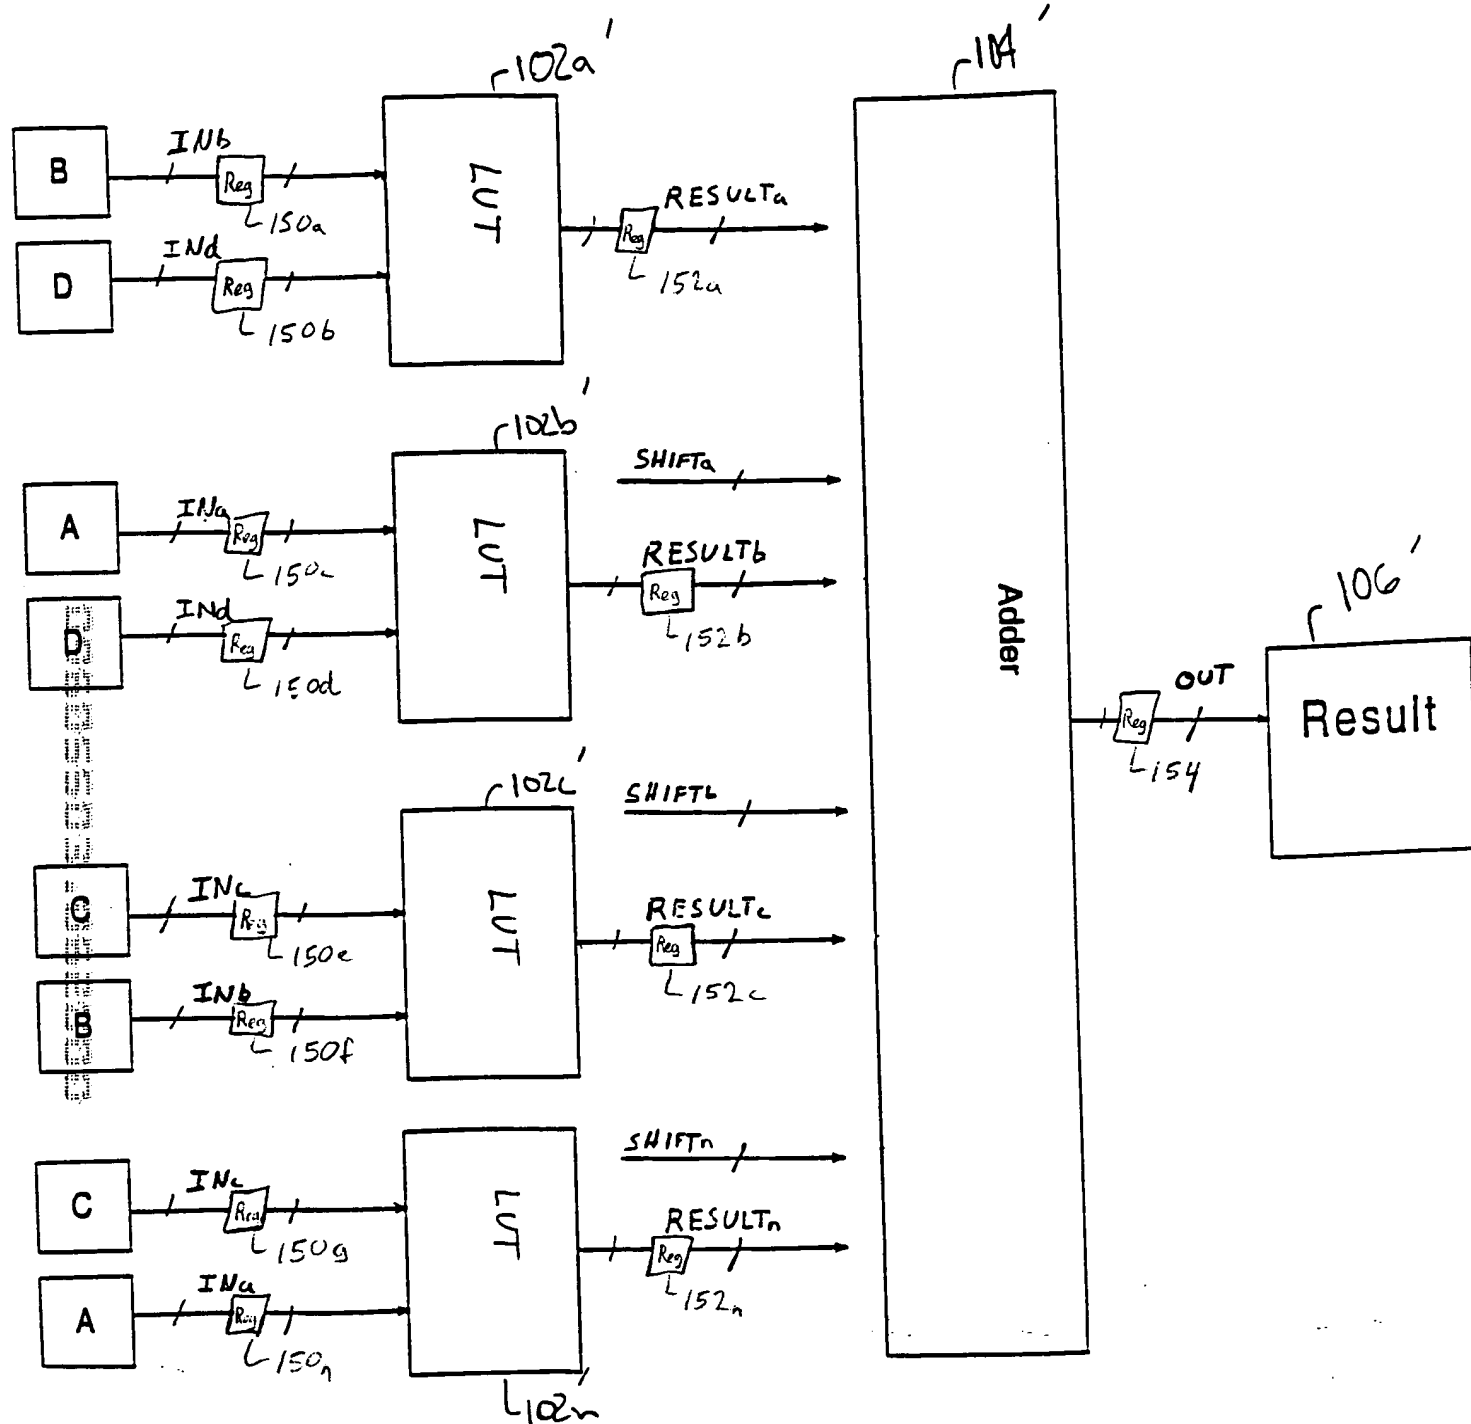 102a'
104'
B
INb
Reg
150a
LUT
RESULTa
Reg
152a
D
INd
Reg
150b
102b'
SHIFTa
A
INa
Reg
150c
LUT
RESULTb
Reg
152b
D
INd
Reg
150d
Adder
106'
OUT
Reg
154
Result
102c'
SHIFTb
C
INc
Reg
150e
LUT
RESULTc
Reg
152c
B
INb
Reg
150f
SHIFTn
C
INc
Reg
150g
LUT
RESULTn
Reg
152n
A
INa
Reg
150n
102n'